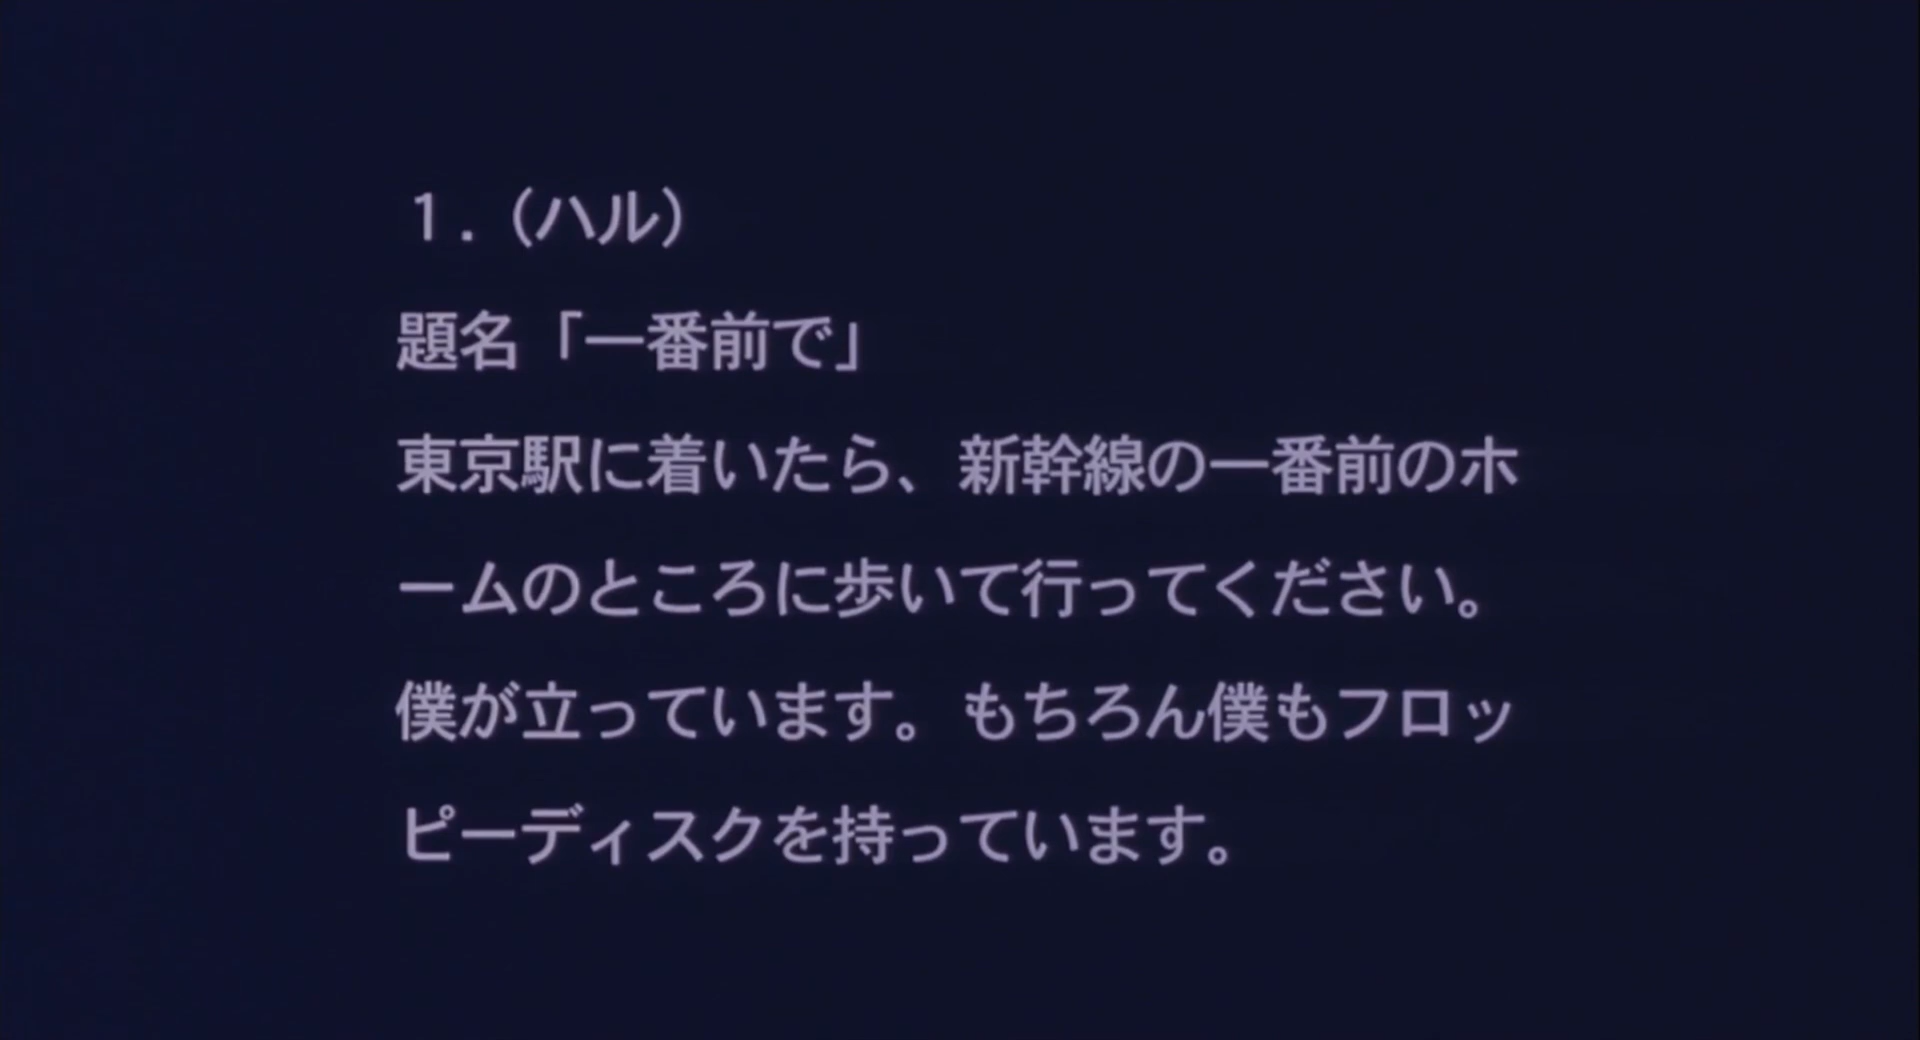 １.（ハル）
題名「一番前で」
東京駅に着いたら、新幹線の一番前のホ
ームのところに歩いて行ってください。
僕が立っています。もちろん僕もフロッ
ピーディスクを持っています。